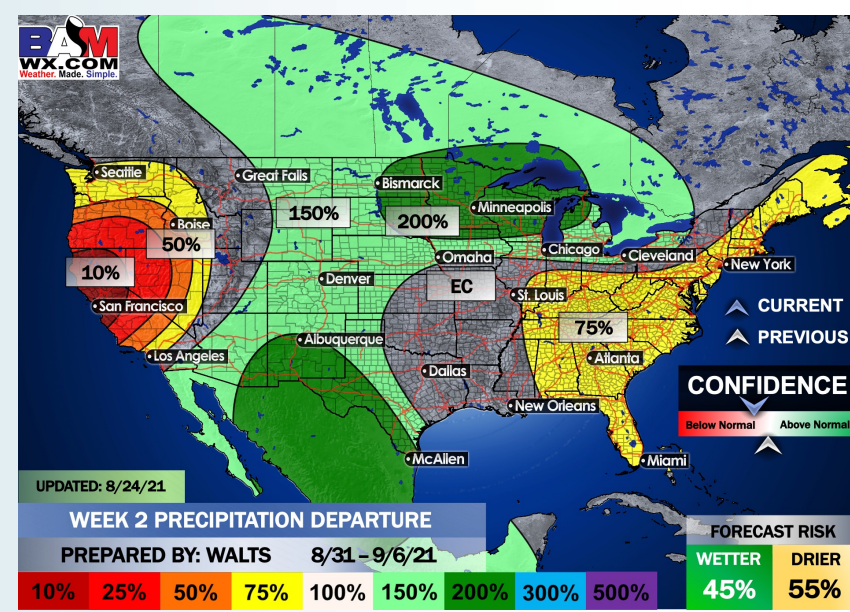 BAM
WX.COM
Weather. Made. Simple.
Seattle
Great Falls
Bismarck
Boise
150%
200%
Minneapolis
50%
10%
Omaha
Chicago
Cleveland
New York
San Francisco
Denver
EC
St. Louis
CURRENT
75%
PREVIOUS
Los Angeles
Albuquerque
Atlanta
Dallas
CONFIDENCE
New Orleans
Below Normal
Above Normal
McAllen
Miami
UPDATED: 8/24/21
WEEK 2 PRECIPITATION DEPARTURE
PREPARED BY: WALTS 8/31 – 9/6/21
FORECAST RISK
WETTER DRIER
45% 55%
10% 25% 50% 75% 100% 150% 200% 300% 500%